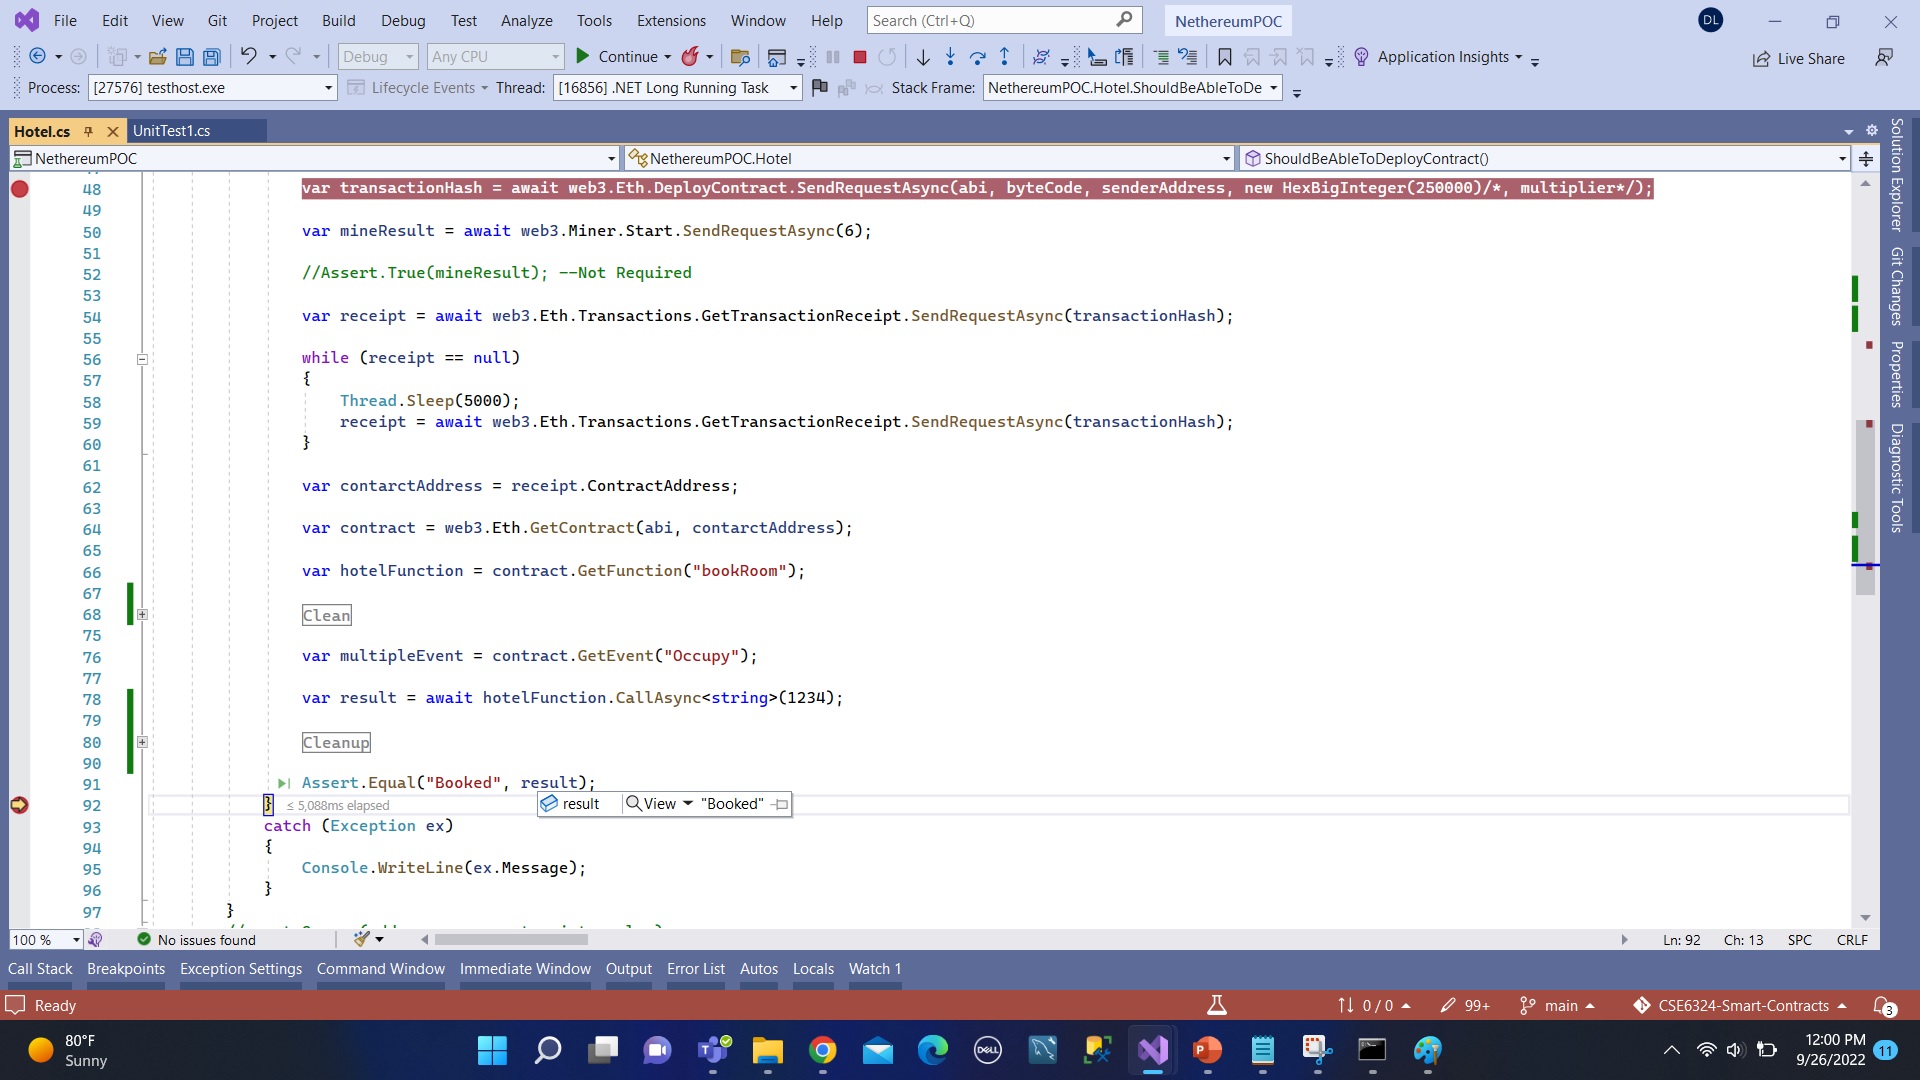 File Edit View Git Project Build Debug Test Analyze Tools Extensions Window Help Search (Ctrl+Q) NethereumPOC DL
Debug Any CPU Continue Application Insights Live Share
Process: [27576] testhost.exe Lifecycle Events Thread: [16856] .NET Long Running Task Stack Frame: NethereumPOC.Hotel.ShouldBeAbleToDe
Hotel.cs UnitTest1.cs
NethereumPOC NethereumPOC.Hotel ShouldBeAbleToDeployContract()
48 var transactionHash = await web3.Eth.DeployContract.SendRequestAsync(abi, byteCode, senderAddress, new HexBigInteger(250000)/*, multiplier*/);
49
50 var mineResult = await web3.Miner.Start.SendRequestAsync(6);
51
52 //Assert.True(mineResult); --Not Required
53
54 var receipt = await web3.Eth.Transactions.GetTransactionReceipt.SendRequestAsync(transactionHash);
55
56 while (receipt == null)
57 {
58 Thread.Sleep(5000);
59 receipt = await web3.Eth.Transactions.GetTransactionReceipt.SendRequestAsync(transactionHash);
60 }
61
62 var contarctAddress = receipt.ContractAddress;
63
64 var contract = web3.Eth.GetContract(abi, contarctAddress);
65
66 var hotelFunction = contract.GetFunction("bookRoom");
67
68 Clean
75
76 var multipleEvent = contract.GetEvent("Occupy");
77
78 var result = await hotelFunction.CallAsync<string>(1234);
79
80 Cleanup
90
91 Assert.Equal("Booked", result);
92 } ≤ 5,088ms elapsed result View "Booked"
93 catch (Exception ex)
94 {
95 Console.WriteLine(ex.Message);
96 }
97 }
Solution Explorer
Git Changes
Properties
Diagnostic Tools
100 % No issues found Ln: 92 Ch: 13 SPC CRLF
Call Stack Breakpoints Exception Settings Command Window Immediate Window Output Error List Autos Locals Watch 1
Ready 0 / 0 99+ main CSE6324-Smart-Contracts 3
80°F
Sunny
DELL
12:00 PM
9/26/2022
11